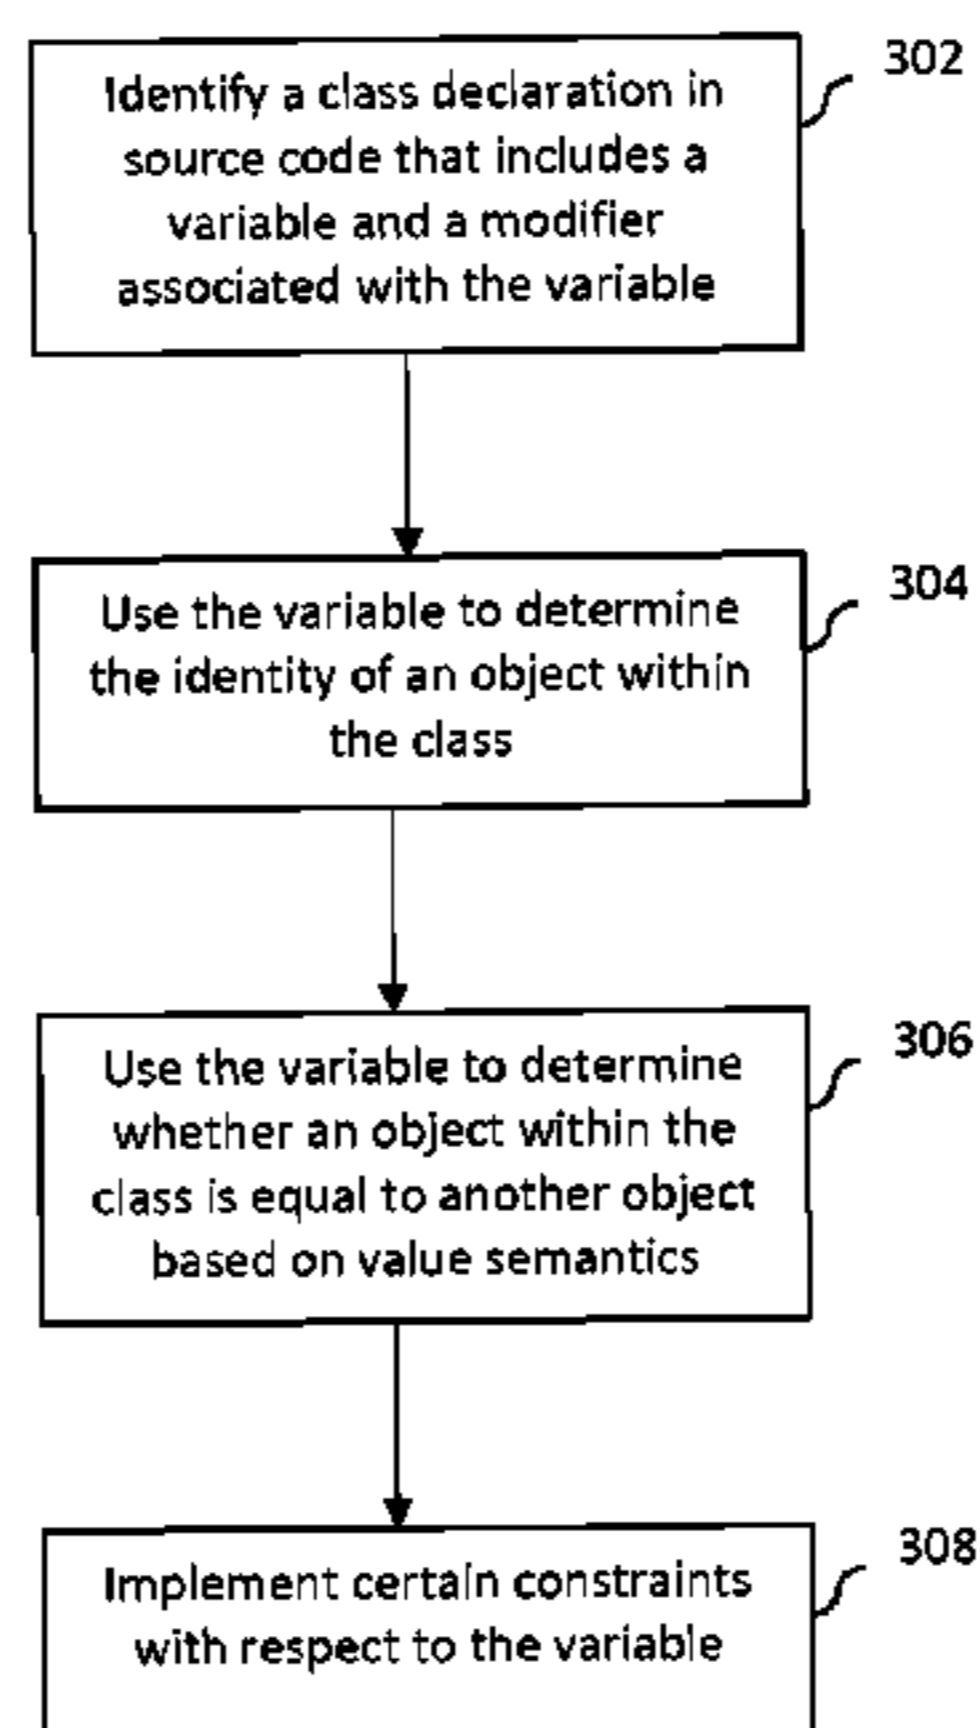 302
Identify a class declaration in
source code that includes a
variable and a modifier
associated with the variable
304
Use the variable to determine
the identity of an object within
the class
306
Use the variable to determine
whether an object within the
class is equal to another object
based on value semantics
308
Implement certain constraints
with respect to the variable